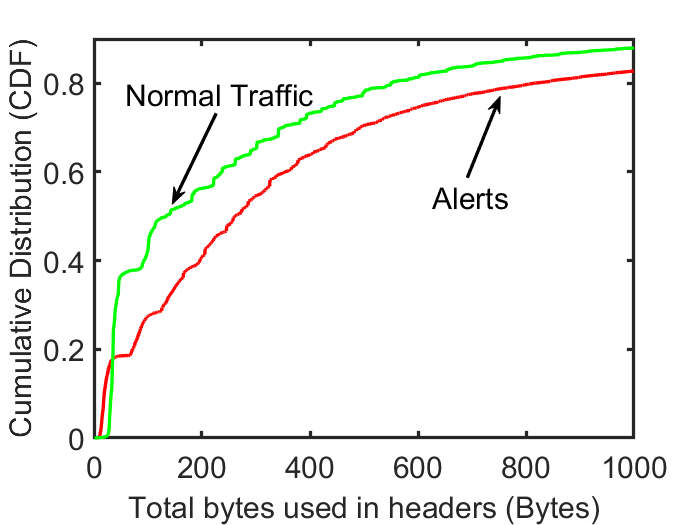 Cumulative Distribution (CDF)
0.8
0.6
0.4
0.2
0
Normal Traffic
Alerts
0 200 400 600 800 1000
Total bytes used in headers (Bytes)